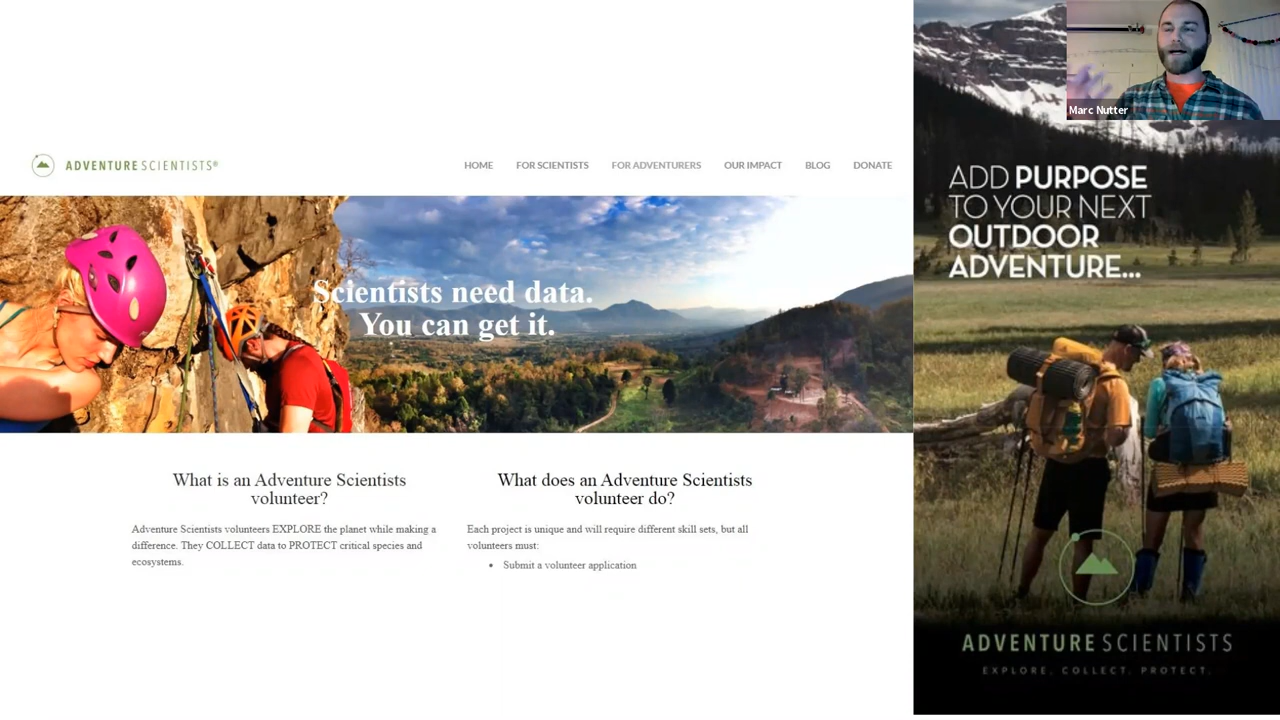 ADVENTURE SCIENTISTS®
HOME FOR SCIENTISTS FOR ADVENTURERS OUR IMPACT BLOG DONATE
Scientists need data.
You can get it.
What is an Adventure Scientists
volunteer?
Adventure Scientists volunteers EXPLORE the planet while making a
difference. They COLLECT data to PROTECT critical species and
ecosystems.
What does an Adventure Scientists
volunteer do?
Each project is unique and will require different skill sets, but all
volunteers must:
• Submit a volunteer application
Marc Nutter
ADD PURPOSE
TO YOUR NEXT
OUTDOOR
ADVENTURE...
ADVENTURE SCIENTISTS
EXPLORE. COLLECT. PROTECT.